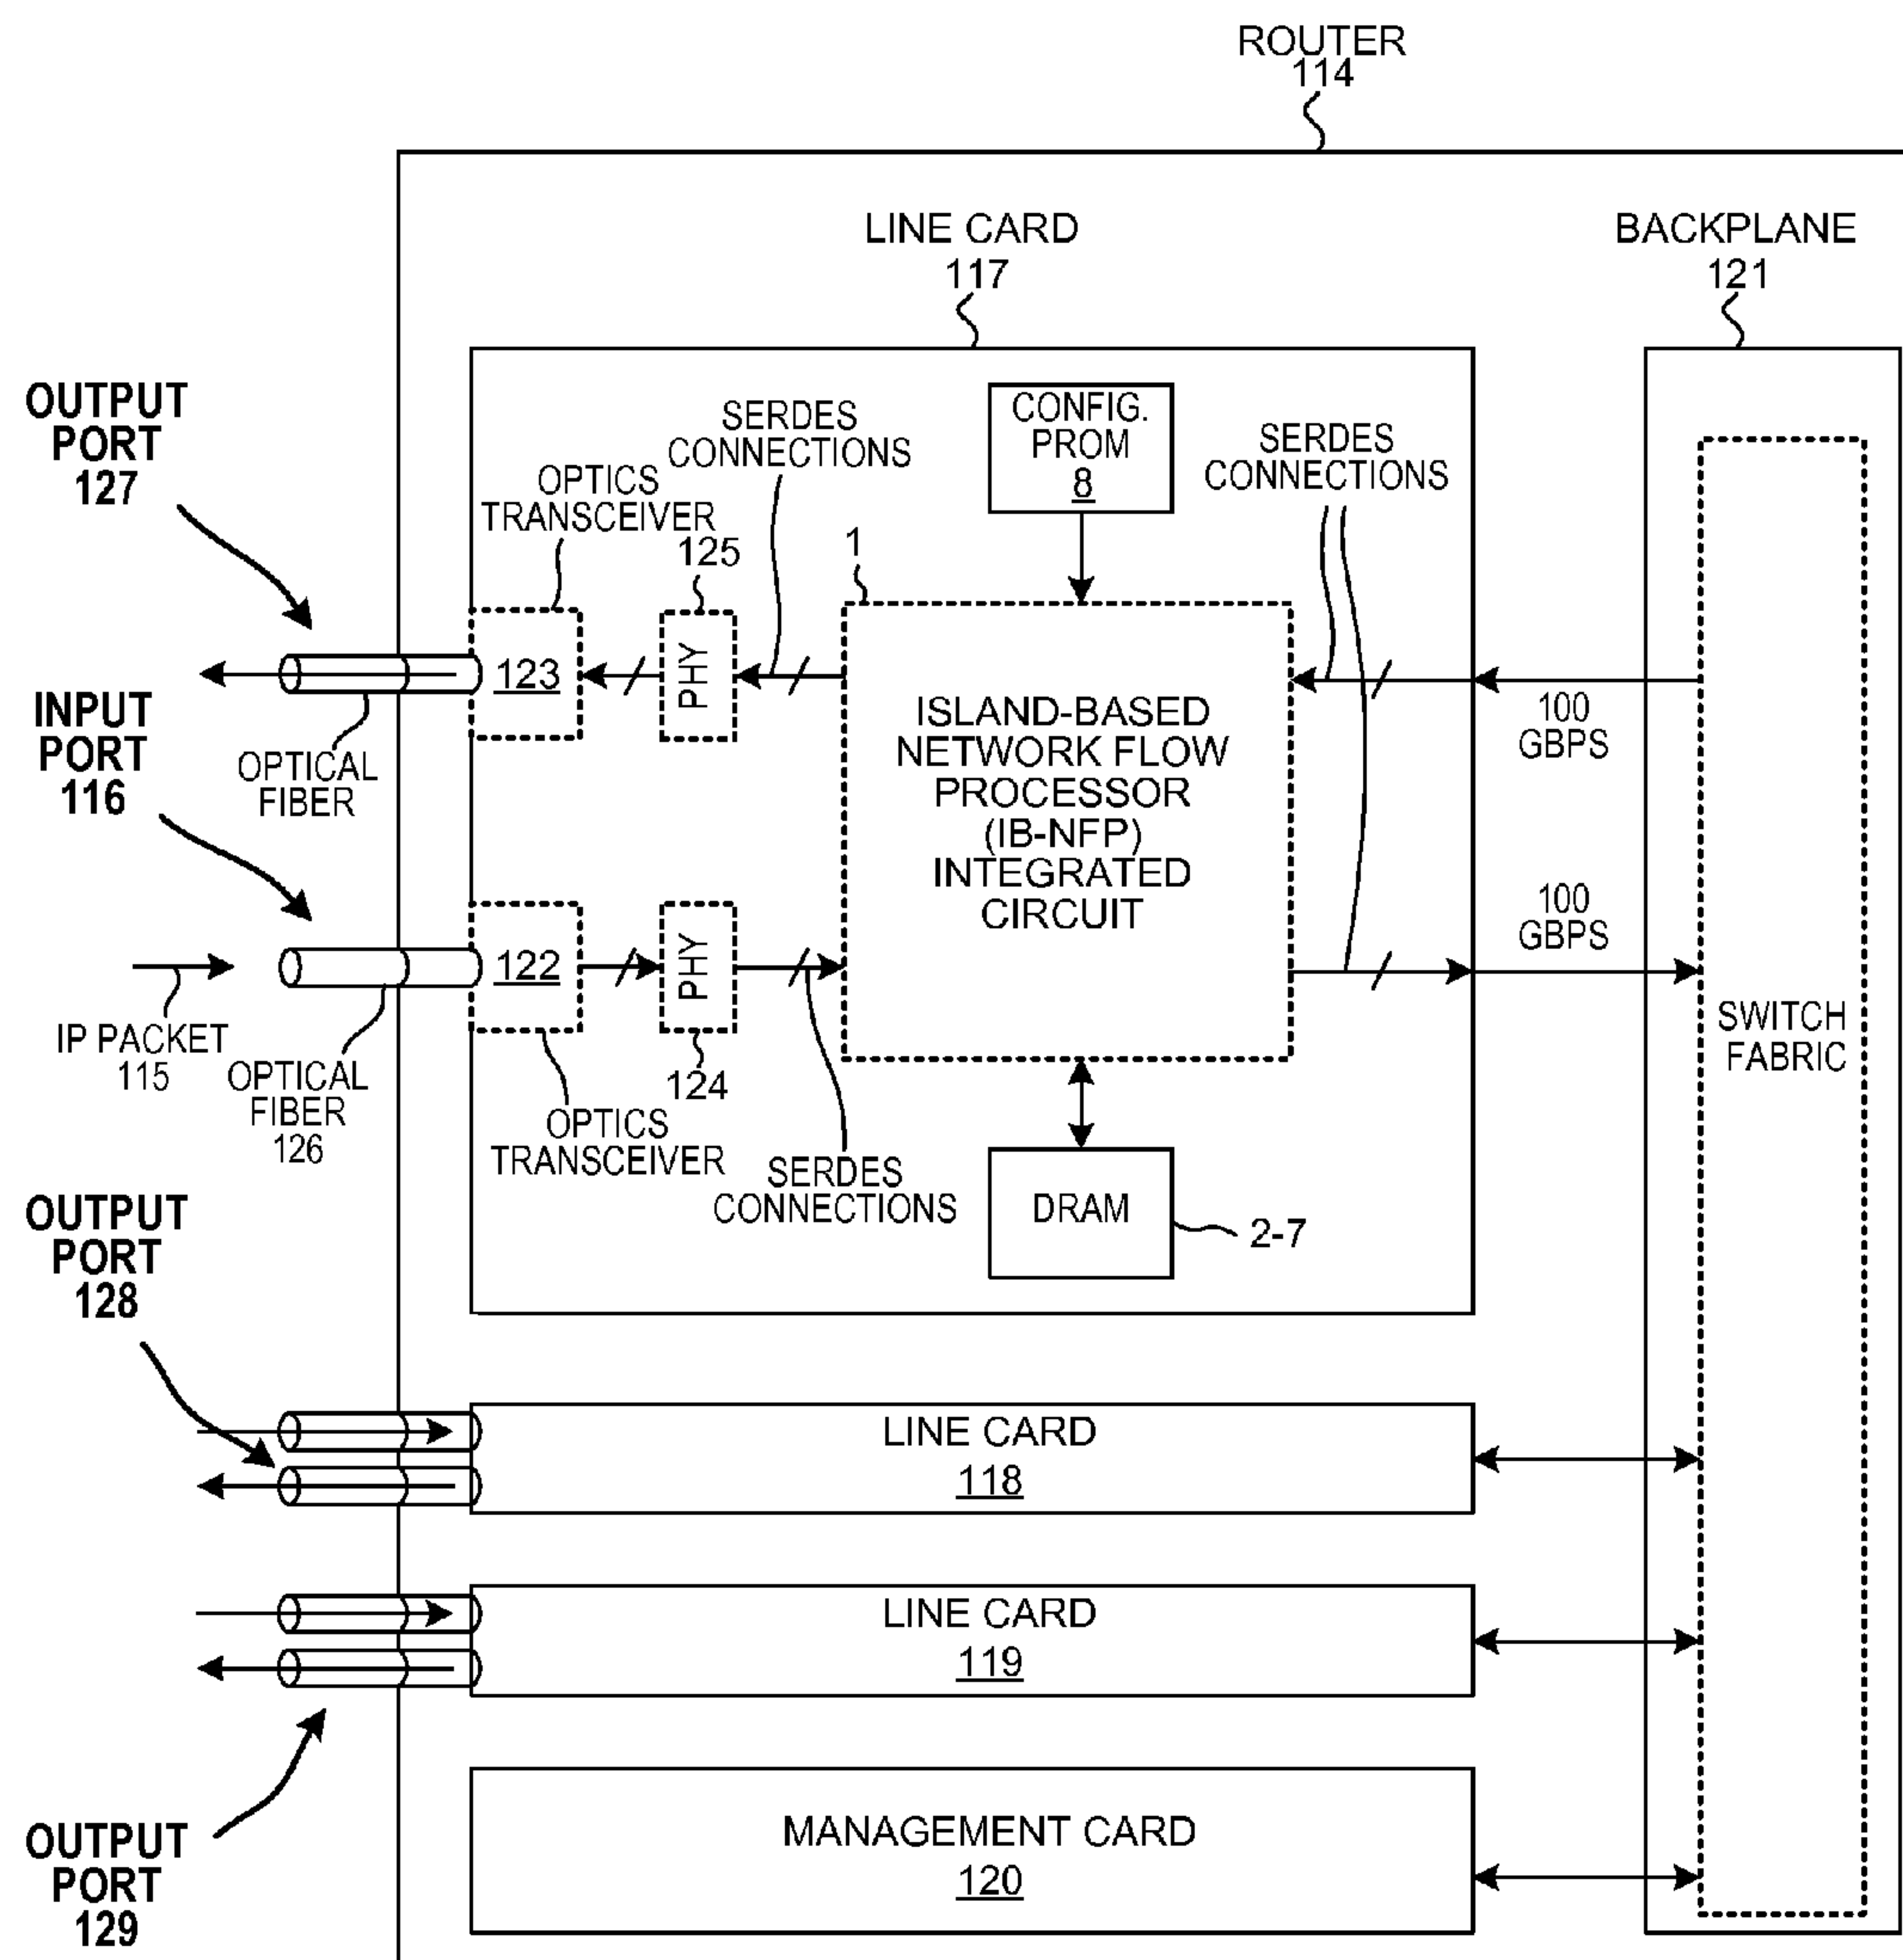 ROUTER
114
LINE CARD
117
BACKPLANE
121
OUTPUT
PORT
127
INPUT
PORT
116
OPTICAL
FIBER
IP PACKET
115
OPTICAL
FIBER
126
OPTICS
TRANSCEIVER
123
125
PHY
SERDES
CONNECTIONS
CONFIG.
PROM
8
SERDES
CONNECTIONS
1
ISLAND-BASED
NETWORK FLOW
PROCESSOR
(IB-NFP)
INTEGRATED
CIRCUIT
100
GBPS
100
GBPS
SWITCH
FABRIC
122
PHY
124
OPTICS
TRANSCEIVER
SERDES
CONNECTIONS
DRAM
2-7
OUTPUT
PORT
128
LINE CARD
118
LINE CARD
119
OUTPUT
PORT
129
MANAGEMENT CARD
120